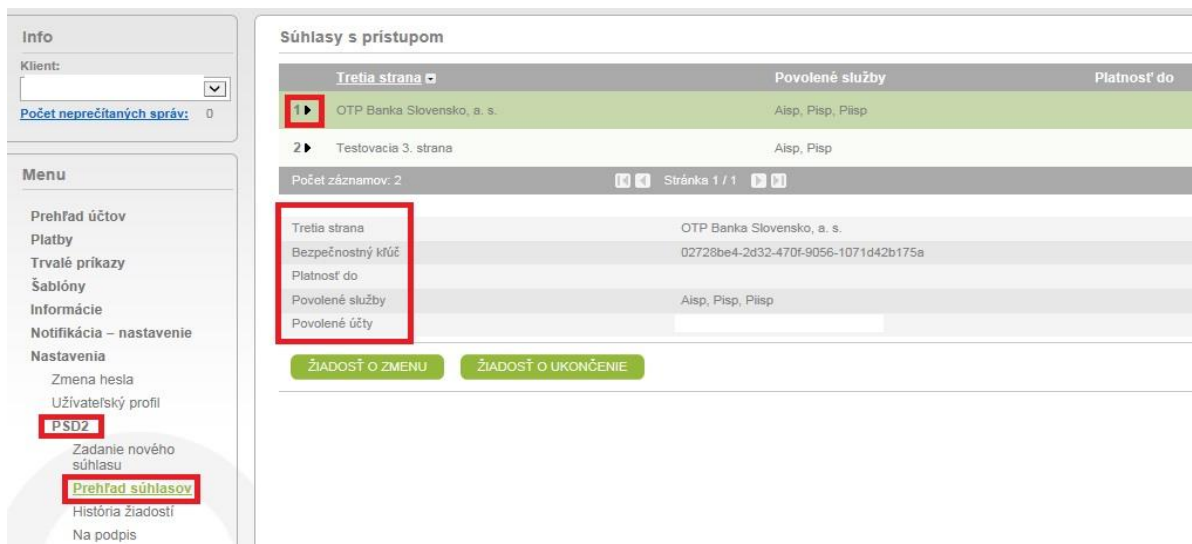 Info
Klient:
Počet neprečítaných správ: 0
Menu
Prehľad účtov
Platby
Trvalé príkazy
Šablóny
Informácie
Notifikácia – nastavenie
Nastavenia
Zmena hesla
Užívateľský profil
PSD2
Zadanie nového
súhlasu
Prehľad súhlasov
História žiadostí
Na podpis
Súhlasy s prístupom
Tretia strana Povolené služby Platnosť do
1 OTP Banka Slovensko, a. s. Aisp, Pisp, Piisp
2 Testovacia 3. strana Aisp, Pisp
Počet záznamov: 2 Stránka 1 / 1
Tretia strana OTP Banka Slovensko, a. s.
Bezpečnostný kľúč 02728be4-2d32-470f-9056-1071d42b175a
Platnosť do
Povolené služby Aisp, Pisp, Piisp
Povolené účty
ŽIADOSŤ O ZMENU ŽIADOSŤ O UKONČENIE